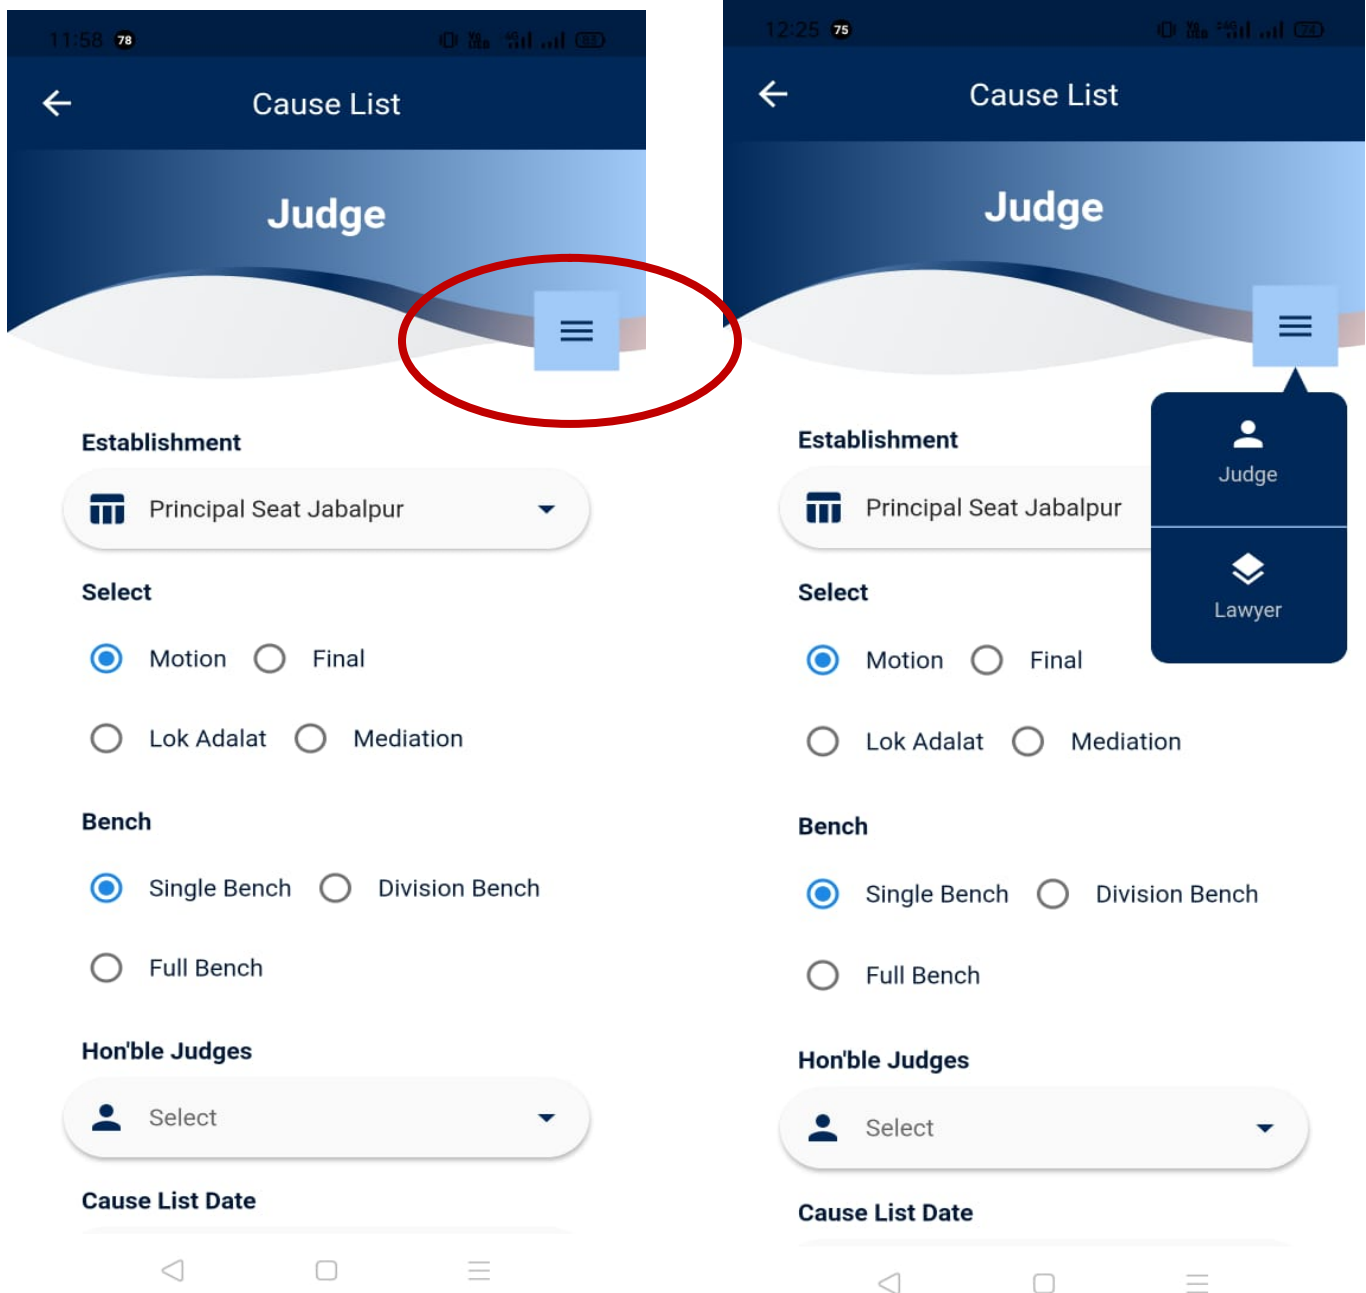 11:58 78
Cause List
Judge
Establishment
Principal Seat Jabalpur
Select
Motion Final
Lok Adalat Mediation
Bench
Single Bench Division Bench
Full Bench
Hon'ble Judges
Select
Cause List Date
12:25 75
Cause List
Judge
Judge
Lawyer
Establishment
Principal Seat Jabalpur
Select
Motion Final
Lok Adalat Mediation
Bench
Single Bench Division Bench
Full Bench
Hon'ble Judges
Select
Cause List Date